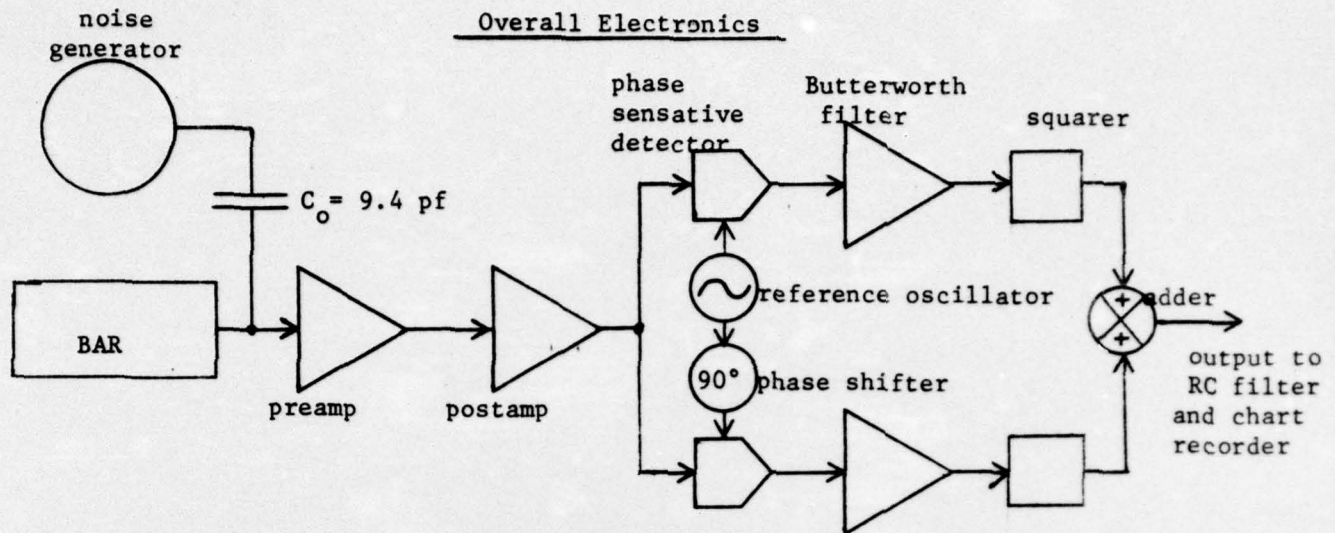 Overall Electronics
noise
generator
C_o = 9.4 pf
BAR
preamp
postamp
phase
sensative
detector
Butterworth
filter
squarer
reference oscillator
90° phase shifter
+ adder
+
output to
RC filter
and chart
recorder